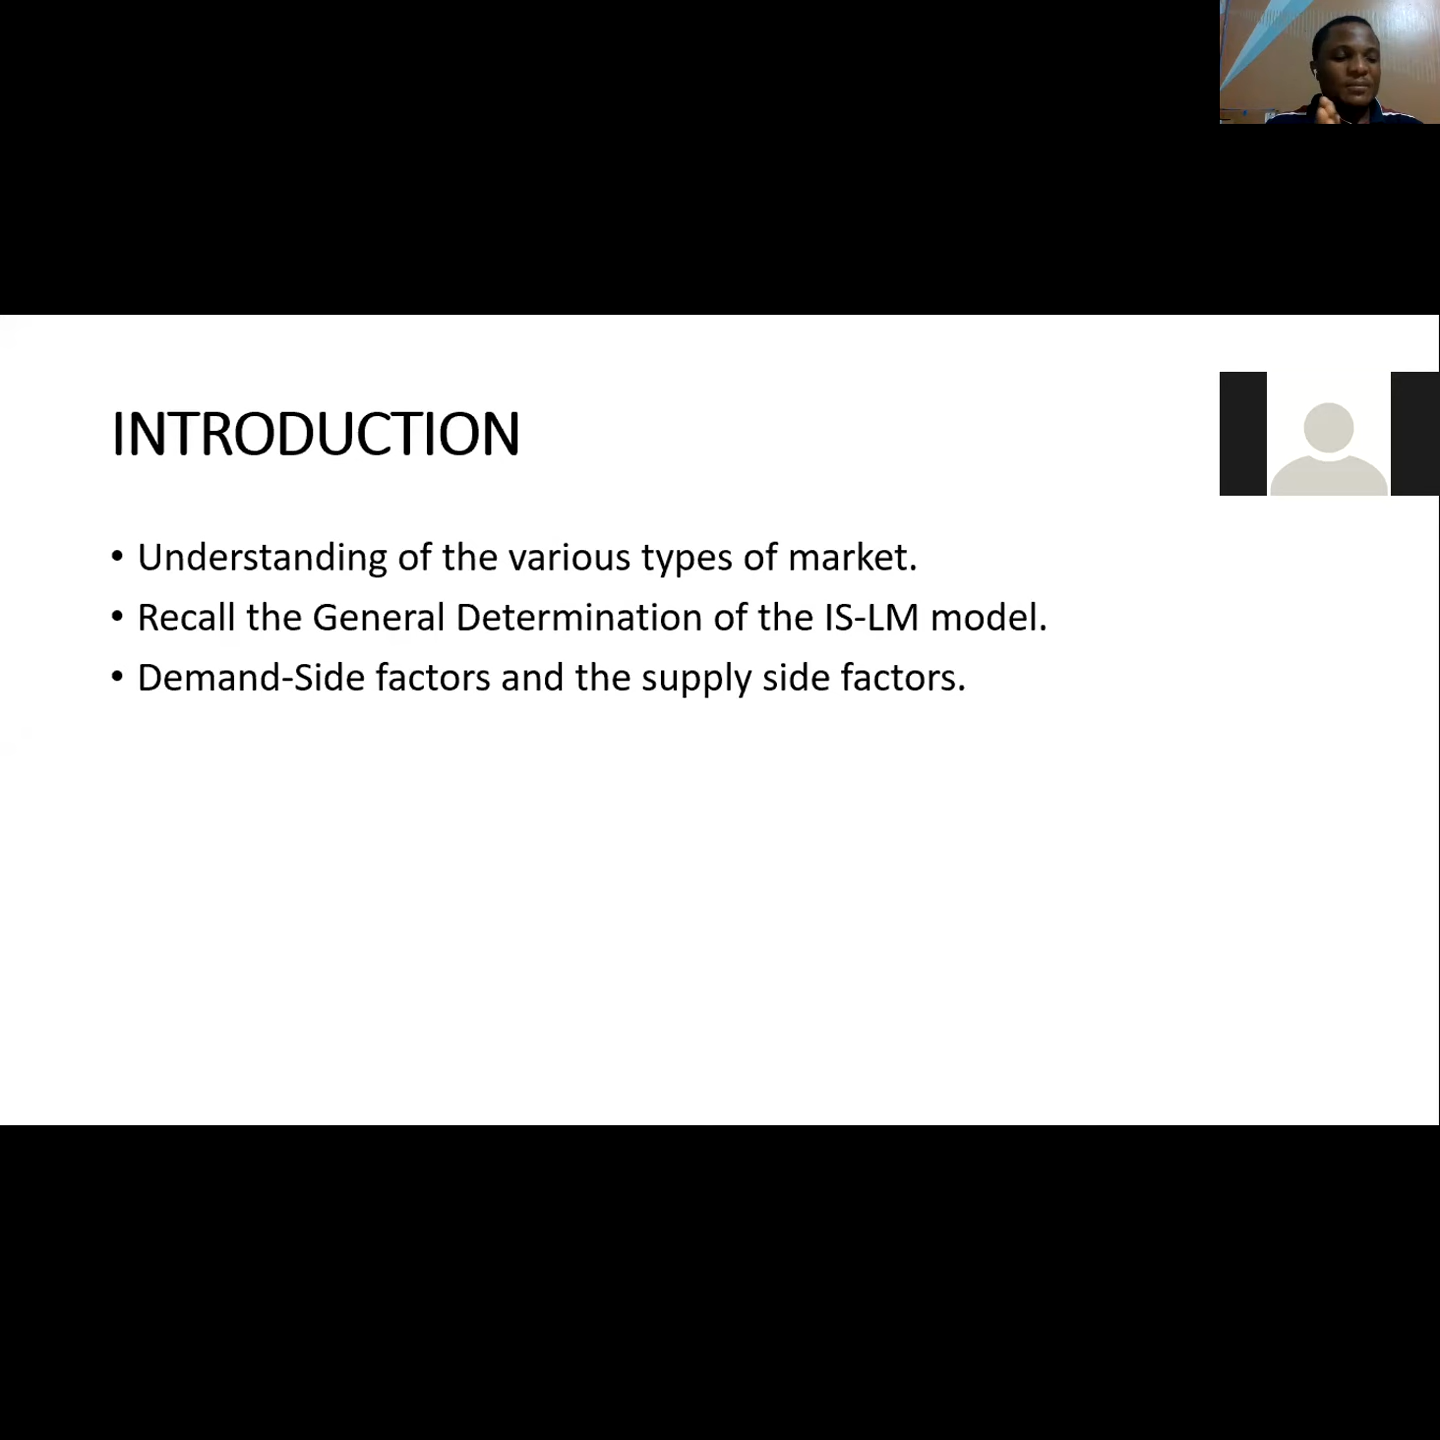 INTRODUCTION
• Understanding of the various types of market.
• Recall the General Determination of the IS-LM model.
• Demand-Side factors and the supply side factors.